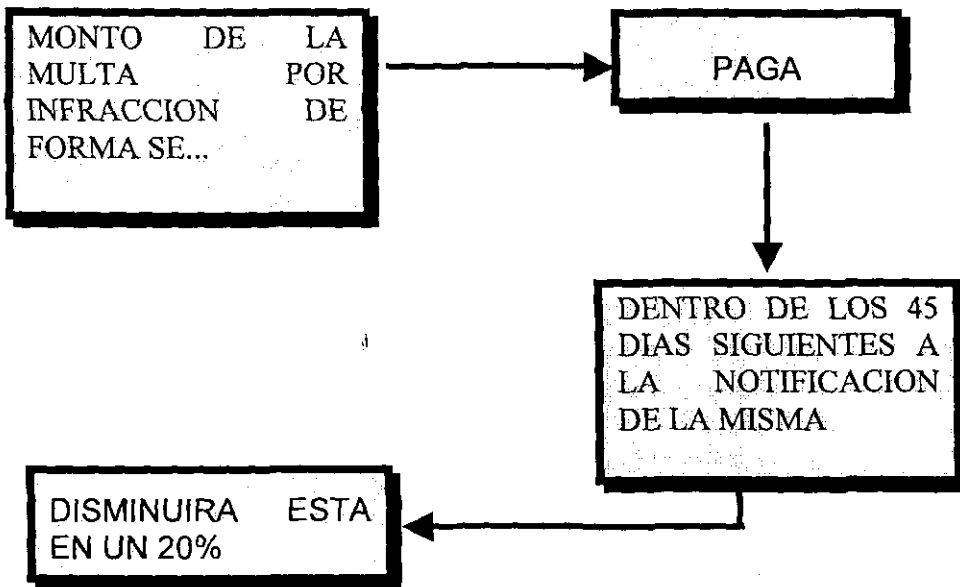 MONTO DE LA
MULTA POR
INFRACCION DE
FORMA SE...
PAGA
DENTRO DE LOS 45
DIAS SIGUIENTES A
LA NOTIFICACION
DE LA MISMA
DISMINUIRA ESTA
EN UN 20%